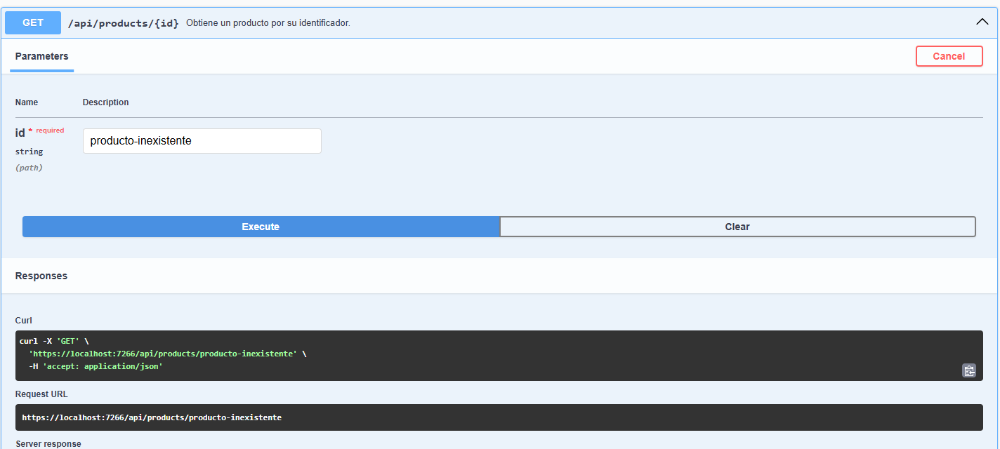 GET /api/products/{id} Obtiene un producto por su identificador.
Parameters
Cancel
Name Description
id * required
producto-inexistente
string
(path)
Execute
Clear
Responses
Curl
curl -X 'GET' \
'https://localhost:7266/api/products/producto-inexistente' \
-H 'accept: application/json'
Request URL
https://localhost:7266/api/products/producto-inexistente
Server response